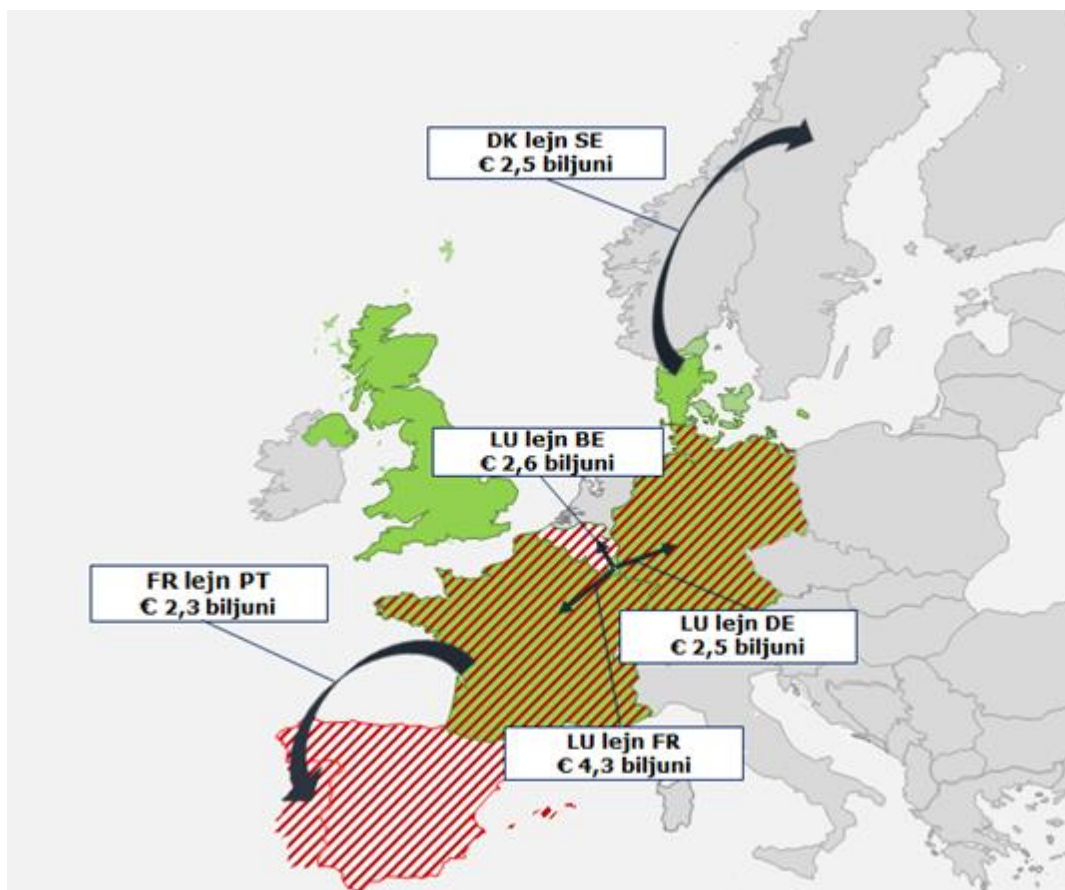 DK lejn SE
€ 2,5 biljuni
LU lejn BE
€ 2,6 biljuni
FR lejn PT
€ 2,3 biljuni
LU lejn DE
€ 2,5 biljuni
LU lejn FR
€ 4,3 biljuni